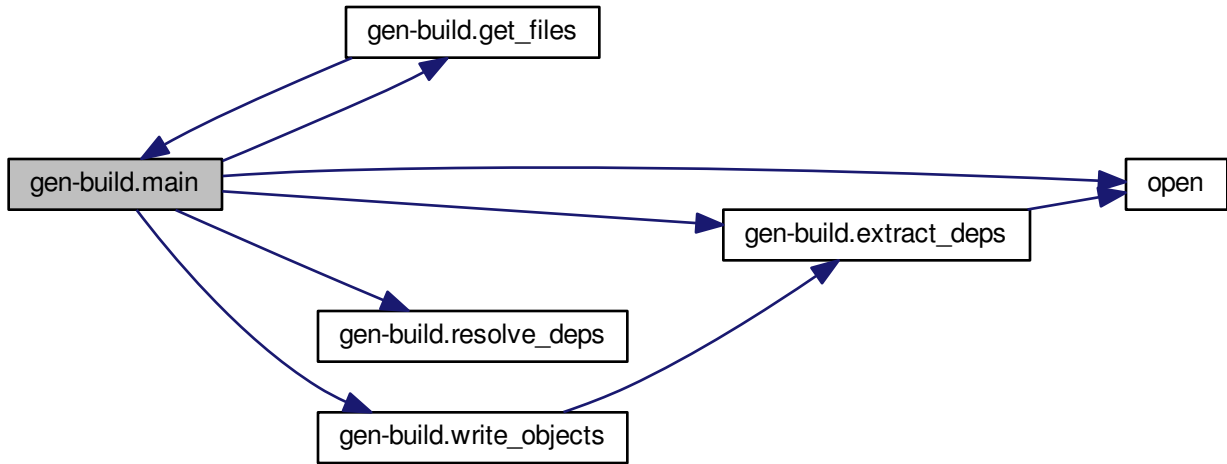 gen-build.get_files
gen-build.main
open
gen-build.extract_deps
gen-build.resolve_deps
gen-build.write_objects